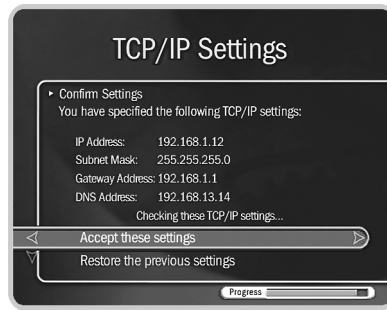 TCP/IP Settings
Confirm Settings
You have specified the following TCP/IP settings:
IP Address: 192.168.1.12
Subnet Mask: 255.255.255.0
Gateway Address: 192.168.1.1
DNS Address: 192.168.13.14
Checking these TCP/IP settings...
Accept these settings
Restore the previous settings
Progress